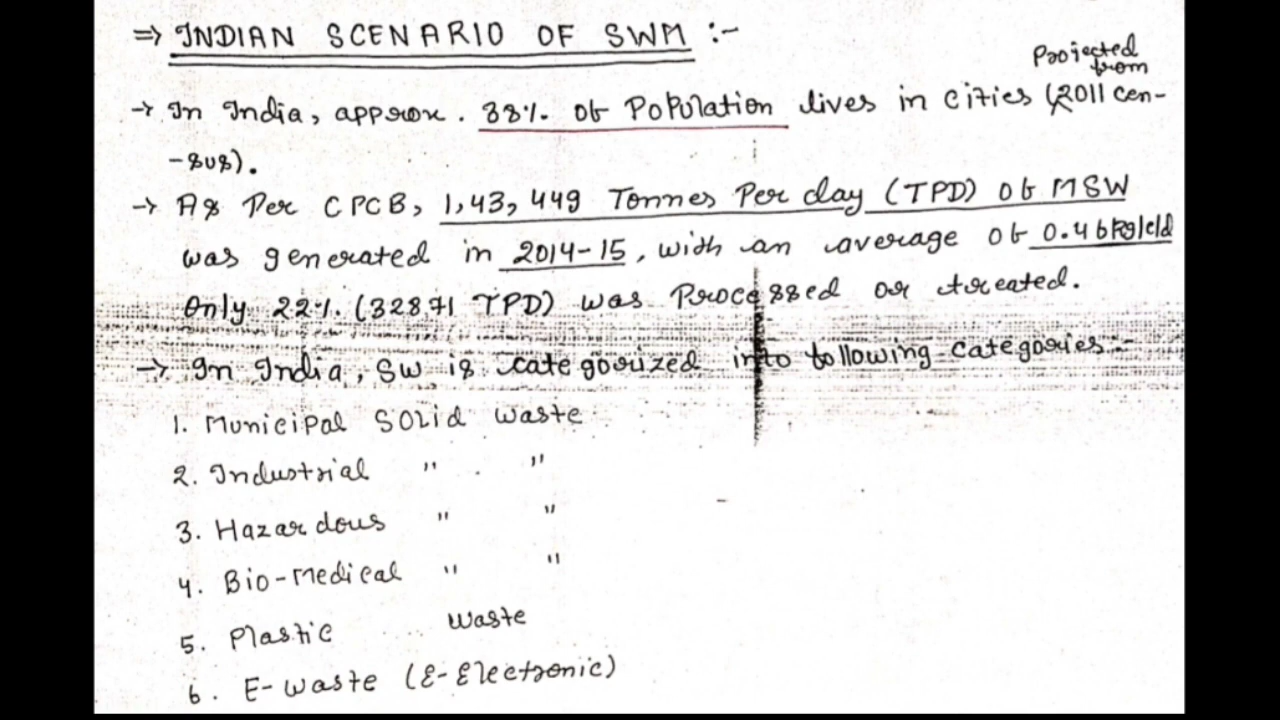 ⇒ INDIAN SCENARIO OF SWM :-
Projected from
→ In India, approx. 38% of Population lives in cities (2011 cen-
-sus).
→ As Per CPCB, 1,43,449 Tonnes Per day (TPD) of MSW
was generated in 2014-15, with an average of 0.46kg/c/d
Only 22%. (32871 TPD) was Processed or treated.
→ In India, SW is categorized into following categories:-
1. Municipal Solid Waste
2. Industrial " "
3. Hazardous " "
4. Bio-Medical " "
5. Plastic Waste
6. E-waste (E-Electronic)